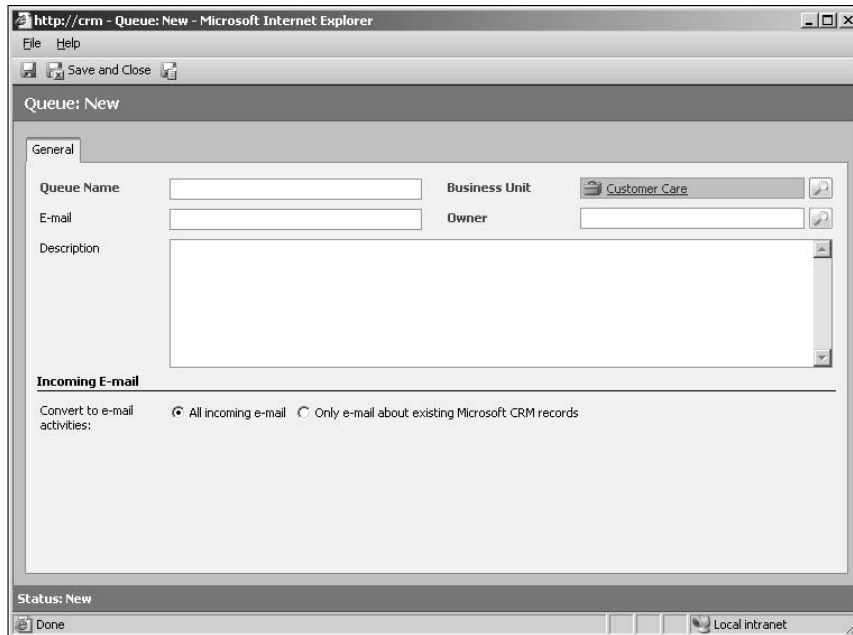 http://crm - Queue: New - Microsoft Internet Explorer
File Help
Save and Close
Queue: New
General
Queue Name
Business Unit Customer Care
E-mail
Owner
Description
Incoming E-mail
Convert to e-mail activities:
All incoming e-mail Only e-mail about existing Microsoft CRM records
Status: New
Done Local intranet